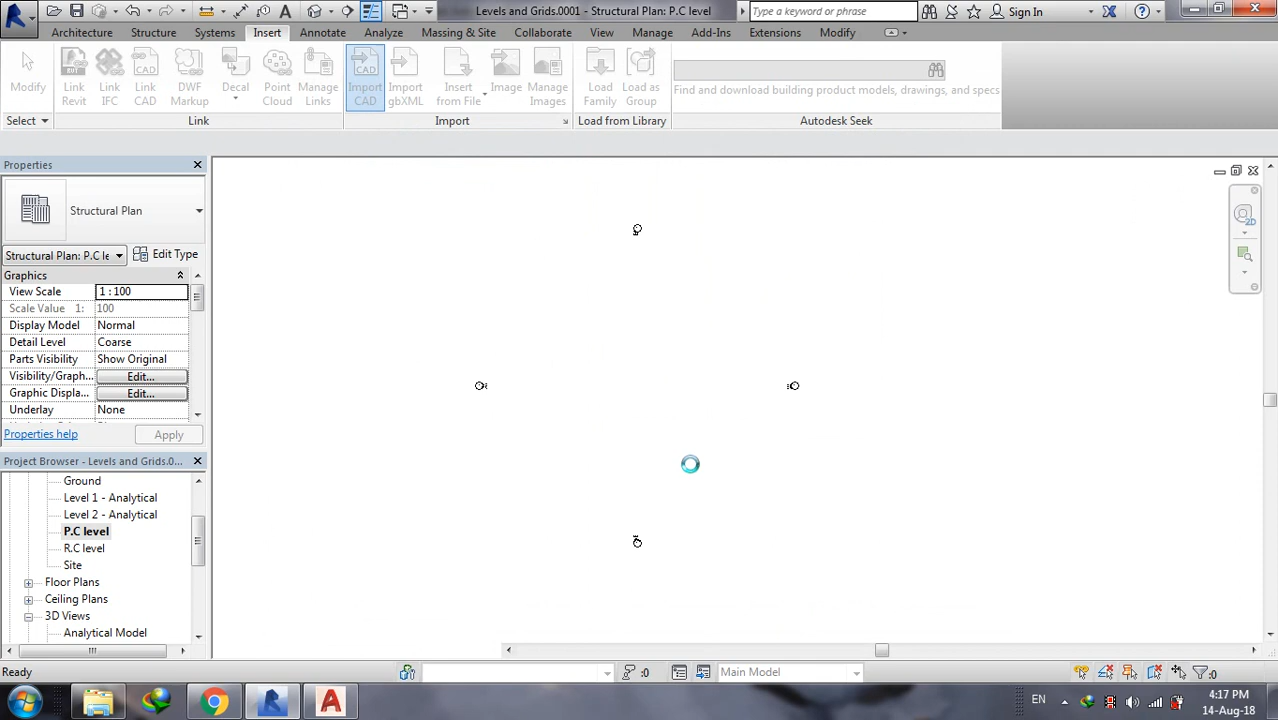 Levels and Grids.0001 - Structural Plan: P.C level
Type a keyword or phrase
Sign In
Architecture Structure Systems Insert Annotate Analyze Massing & Site Collaborate View Manage Add-Ins Extensions Modify
Modify
Link Revit
Link IFC
Link CAD
DWF Markup
Decal
Point Cloud
Manage Links
Import CAD
Import gbXML
Insert from File
Image
Manage Images
Load Family
Load as Group
Find and download building product models, drawings, and specs
Select Link Import Load from Library Autodesk Seek
Properties
Structural Plan
Structural Plan: P.C le Edit Type
Graphics
View Scale 1 : 100
Scale Value 1: 100
Display Model Normal
Detail Level Coarse
Parts Visibility Show Original
Visibility/Graph... Edit...
Graphic Displa... Edit...
Underlay None
Properties help Apply
Project Browser - Levels and Grids.0...
Ground
Level 1 - Analytical
Level 2 - Analytical
P.C level
R.C level
Site
Floor Plans
Ceiling Plans
3D Views
Analytical Model
2D
Ready
:0
Main Model
:0
EN
4:17 PM
14-Aug-18